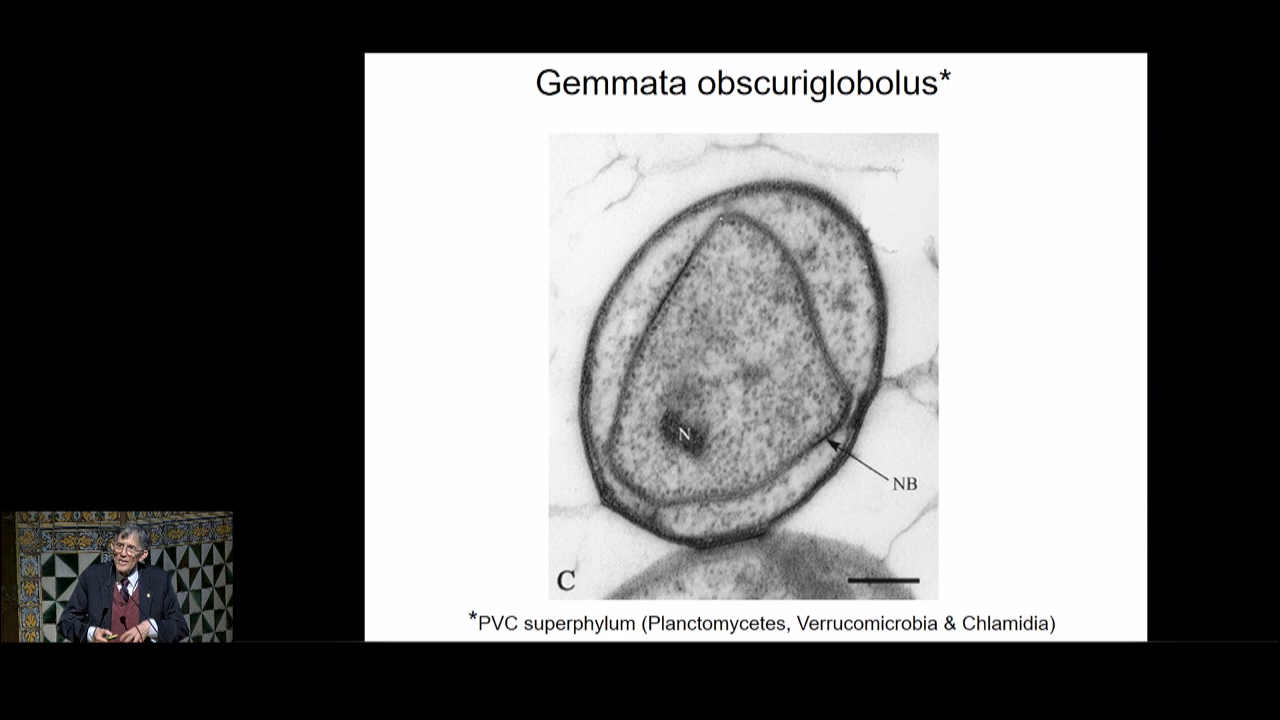 Gemmata obscuriglobolus*
N
NB
C
*PVC superphylum (Planctomycetes, Verrucomicrobia & Chlamidia)